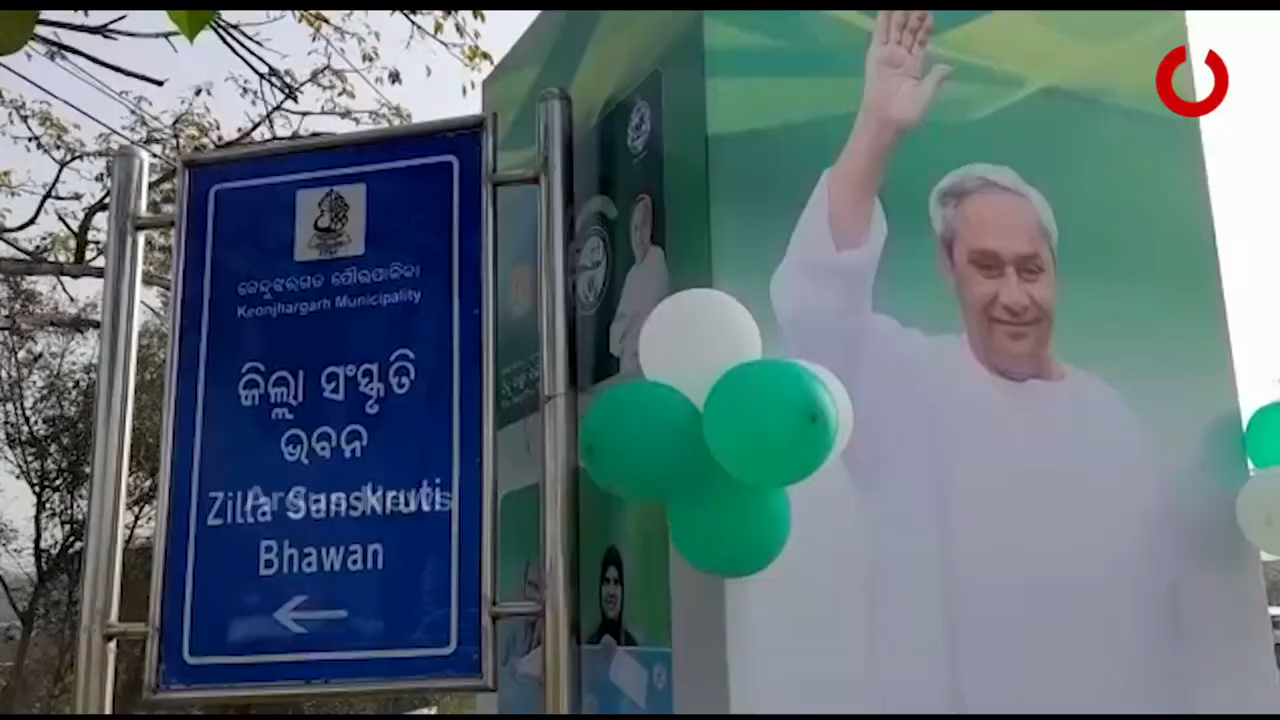 କେନ୍ଦୁଝରଗଡ ପୌରପାଳିକା
Keonjhargarh Municipality
ଜିଲ୍ଲା ସଂସ୍କୃତି
ଭବନ
Zilla Sanskruti
Bhawan